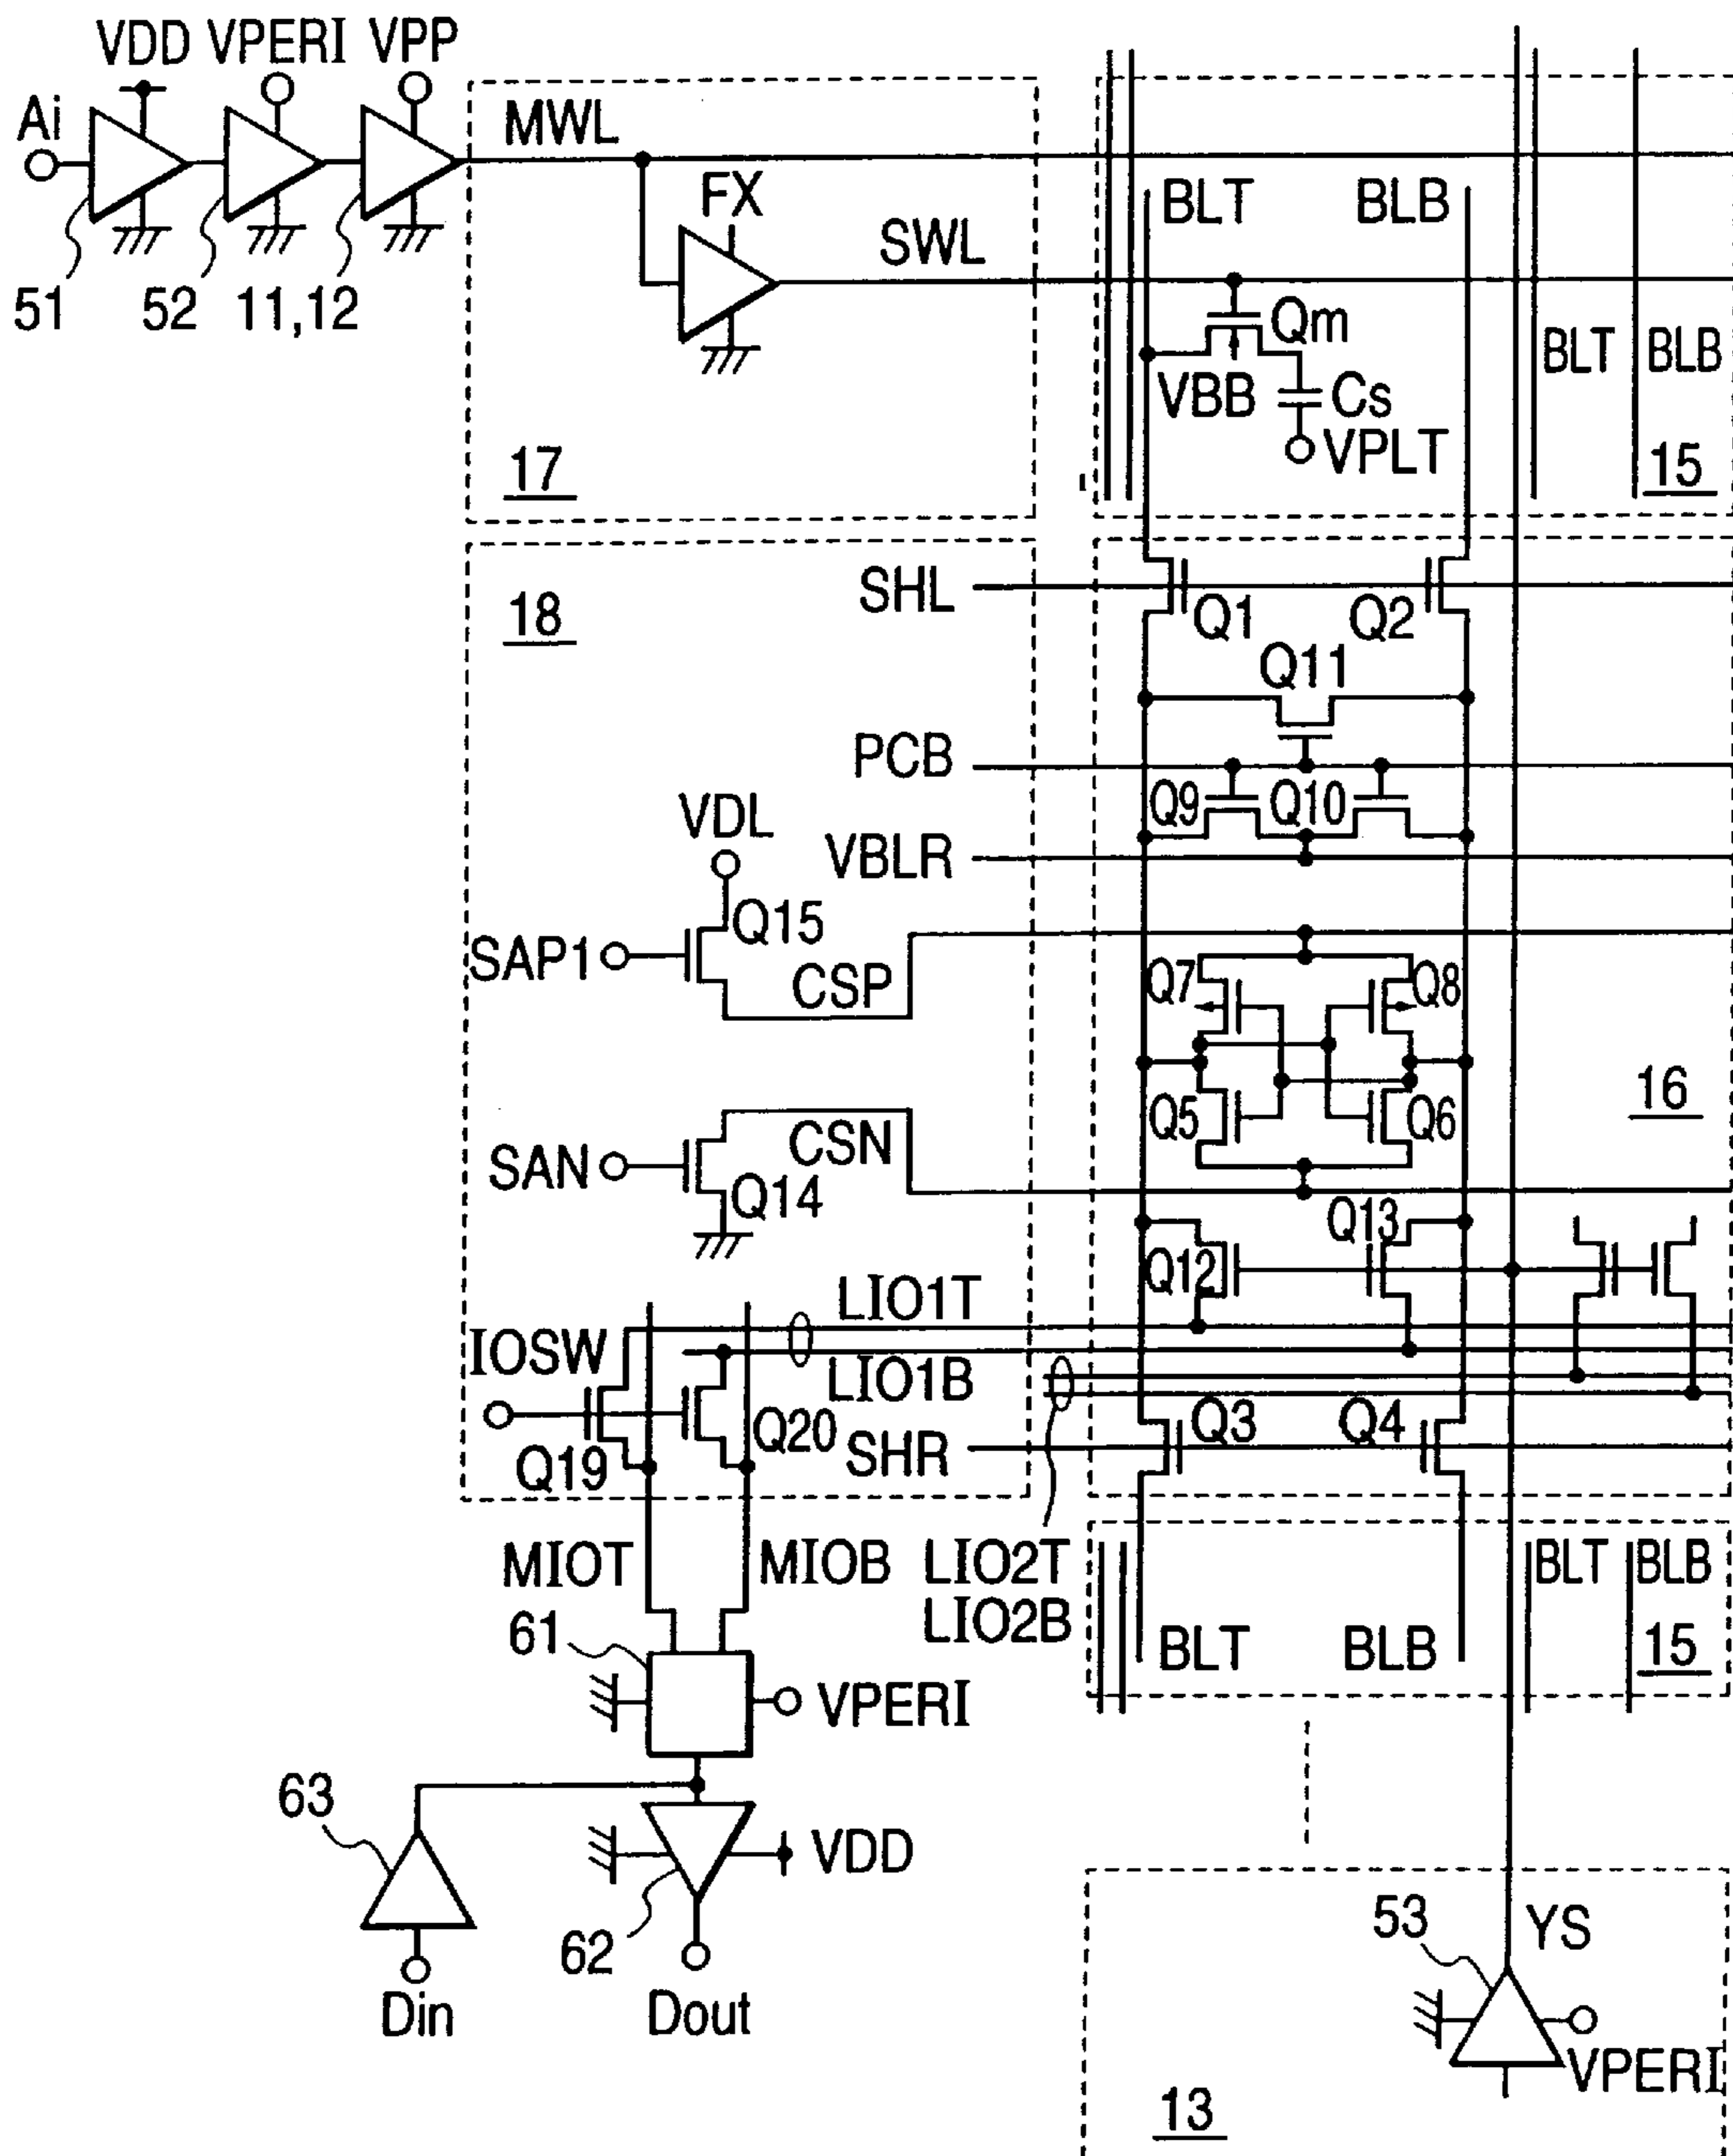 VDD VPERI VPP
Ai
MWL
FX
SWL
BLT BLB
51 52 11,12
Qm
BLT BLB
VBB Cs
VPLT
17
15
SHL
18
Q1 Q2
Q11
PCB
Q9 Q10
VDL
VBLR
Q15
SAP1
CSP
Q7 Q8
16
Q5 Q6
SAN
CSN
Q14
Q13
Q12
LIO1T
IOSW
LIO1B
Q20
Q3 Q4
Q19
SHR
MIOT MIOB LIO2T
LIO2B
BLT BLB
61
BLT BLB
15
VPERI
63
VDD
62
53
YS
Din
Dout
VPERI
13